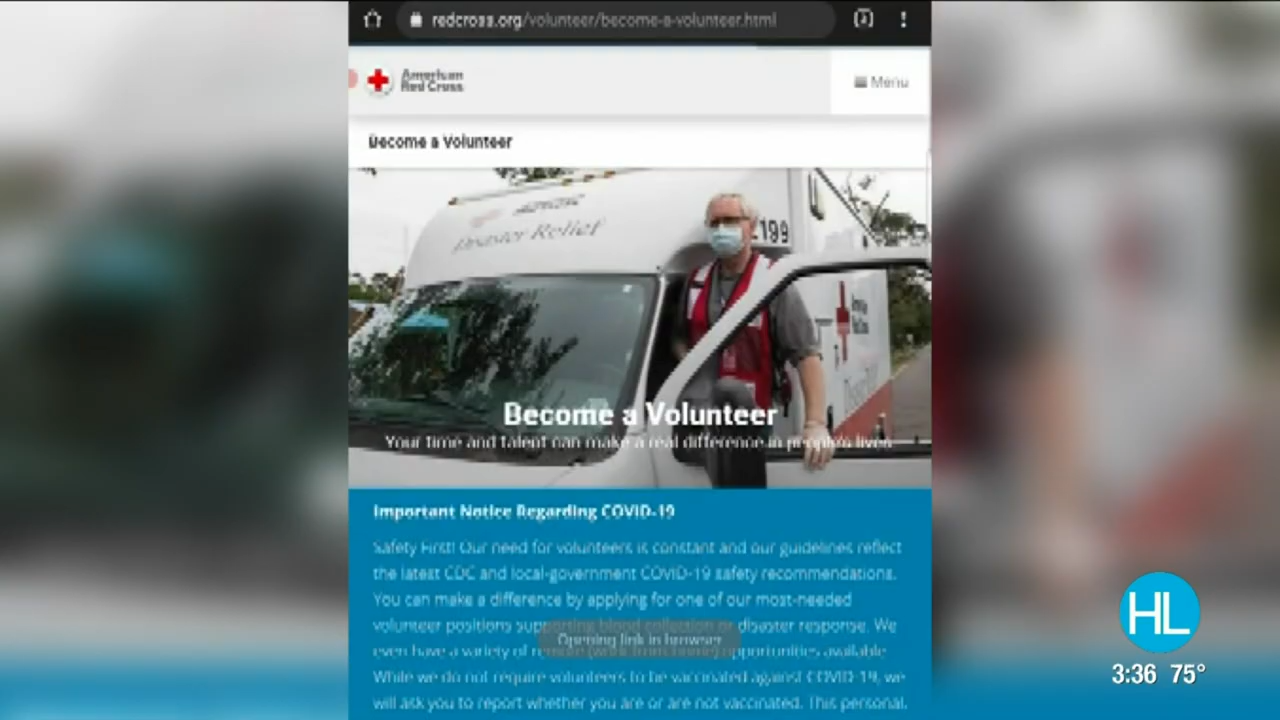 redcross.org/volunteer/become-a-volunteer.html
American
Red Cross
Menu
Become a Volunteer
Disaster Relief
199
Become a Volunteer
Your time and talent can make a real difference in people's lives
Important Notice Regarding COVID-19
Safety First! Our need for volunteers is constant and our guidelines reflect
the latest CDC and local-government COVID-19 safety recommendations.
You can make a difference by applying for one of our most-needed
volunteer positions supporting blood collection or disaster response. We
Opening link in browser
even have a variety of remote (work from home) opportunities available
While we do not require volunteers to be vaccinated against COVID-19, we
will ask you to report whether you are or are not vaccinated. This personal,
HL
3:36 75°